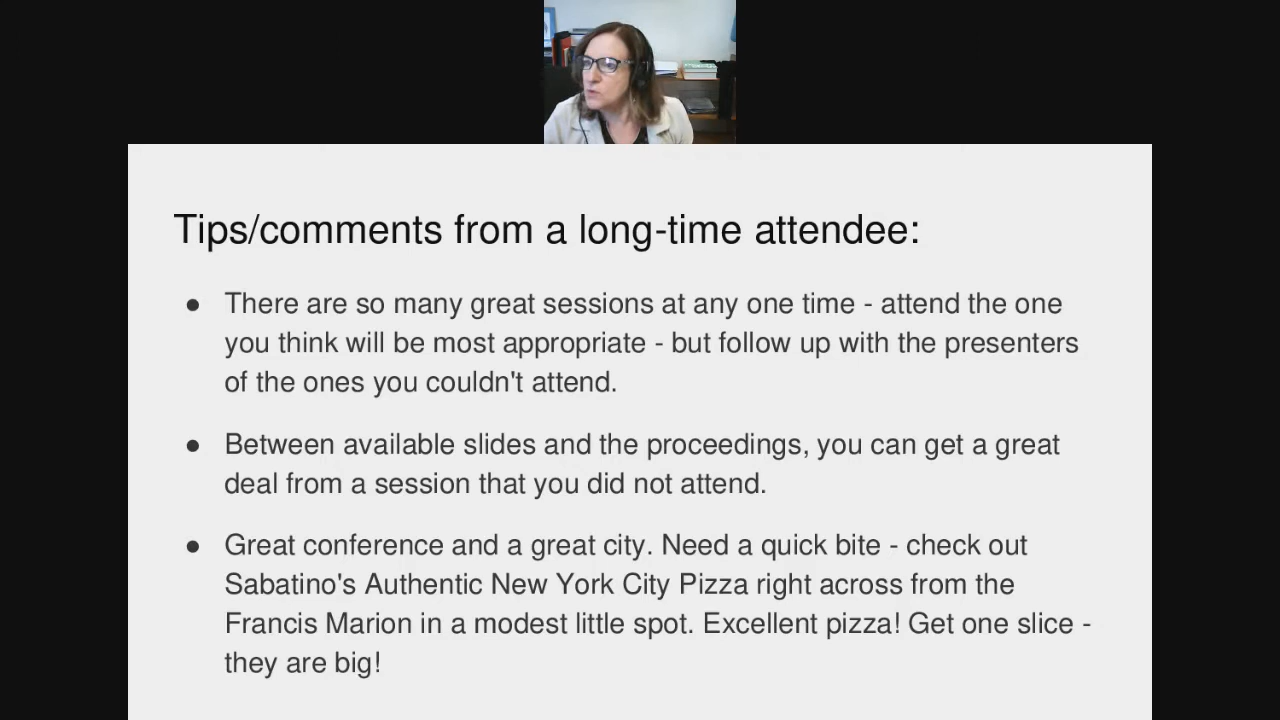 Tips/comments from a long-time attendee:
● There are so many great sessions at any one time - attend the one
you think will be most appropriate - but follow up with the presenters
of the ones you couldn't attend.
● Between available slides and the proceedings, you can get a great
deal from a session that you did not attend.
● Great conference and a great city. Need a quick bite - check out
Sabatino's Authentic New York City Pizza right across from the
Francis Marion in a modest little spot. Excellent pizza! Get one slice -
they are big!